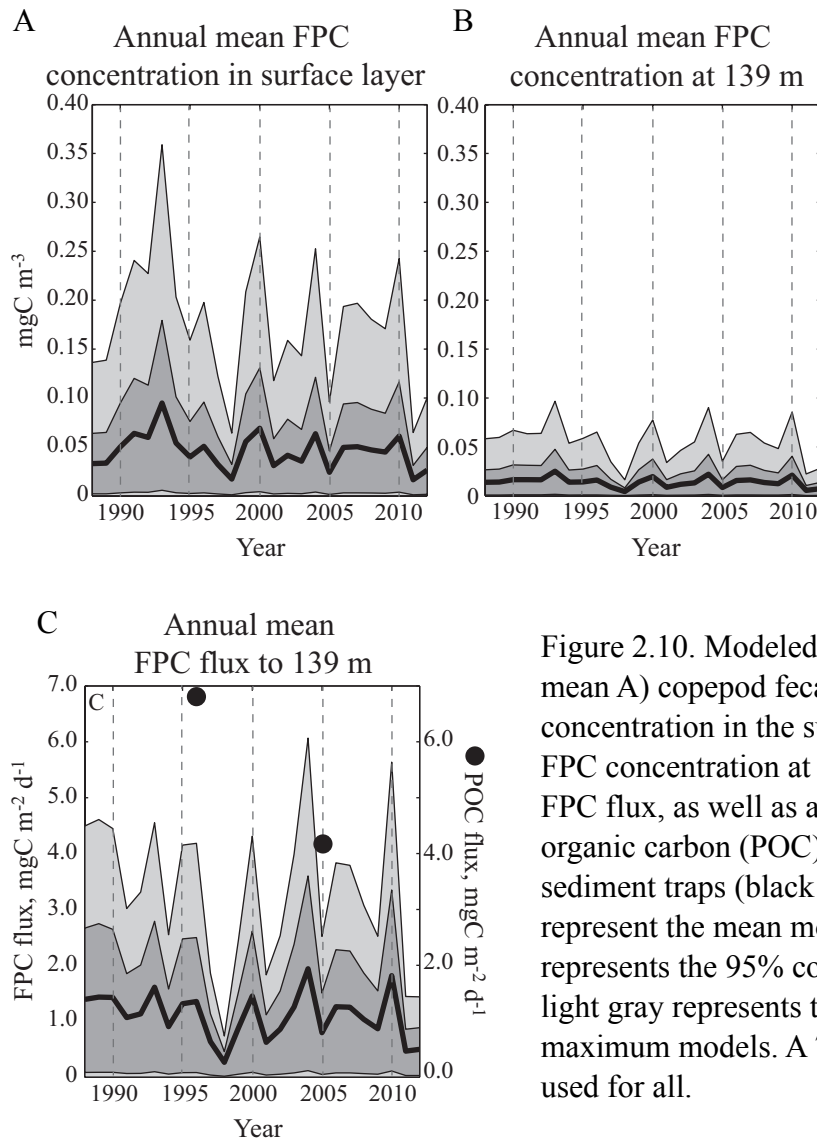 A
Annual mean FPC
concentration in surface layer
0.40
0.35
0.30
0.25
0.20
0.15
0.10
0.05
0
mgC m-3
1990 1995 2000 2005 2010
Year
B
Annual mean FPC
concentration at 139 m
0.40
0.35
0.30
0.25
0.20
0.15
0.10
0.05
0
1990 1995 2000 2005 2010
Year
C
Annual mean
FPC flux to 139 m
C
7.0
6.0
5.0
4.0
3.0
2.0
1.0
0
FPC flux, mgC m-2 d-1
6.0
4.0
2.0
0.0
POC flux, mgC m-2 d-1
1990 1995 2000 2005 2010
Year
Figure 2.10. Modeled
mean A) copepod feca
concentration in the s
FPC concentration at
FPC flux, as well as a
organic carbon (POC)
sediment traps (black
represent the mean m
represents the 95% co
light gray represents t
maximum models. A
used for all.